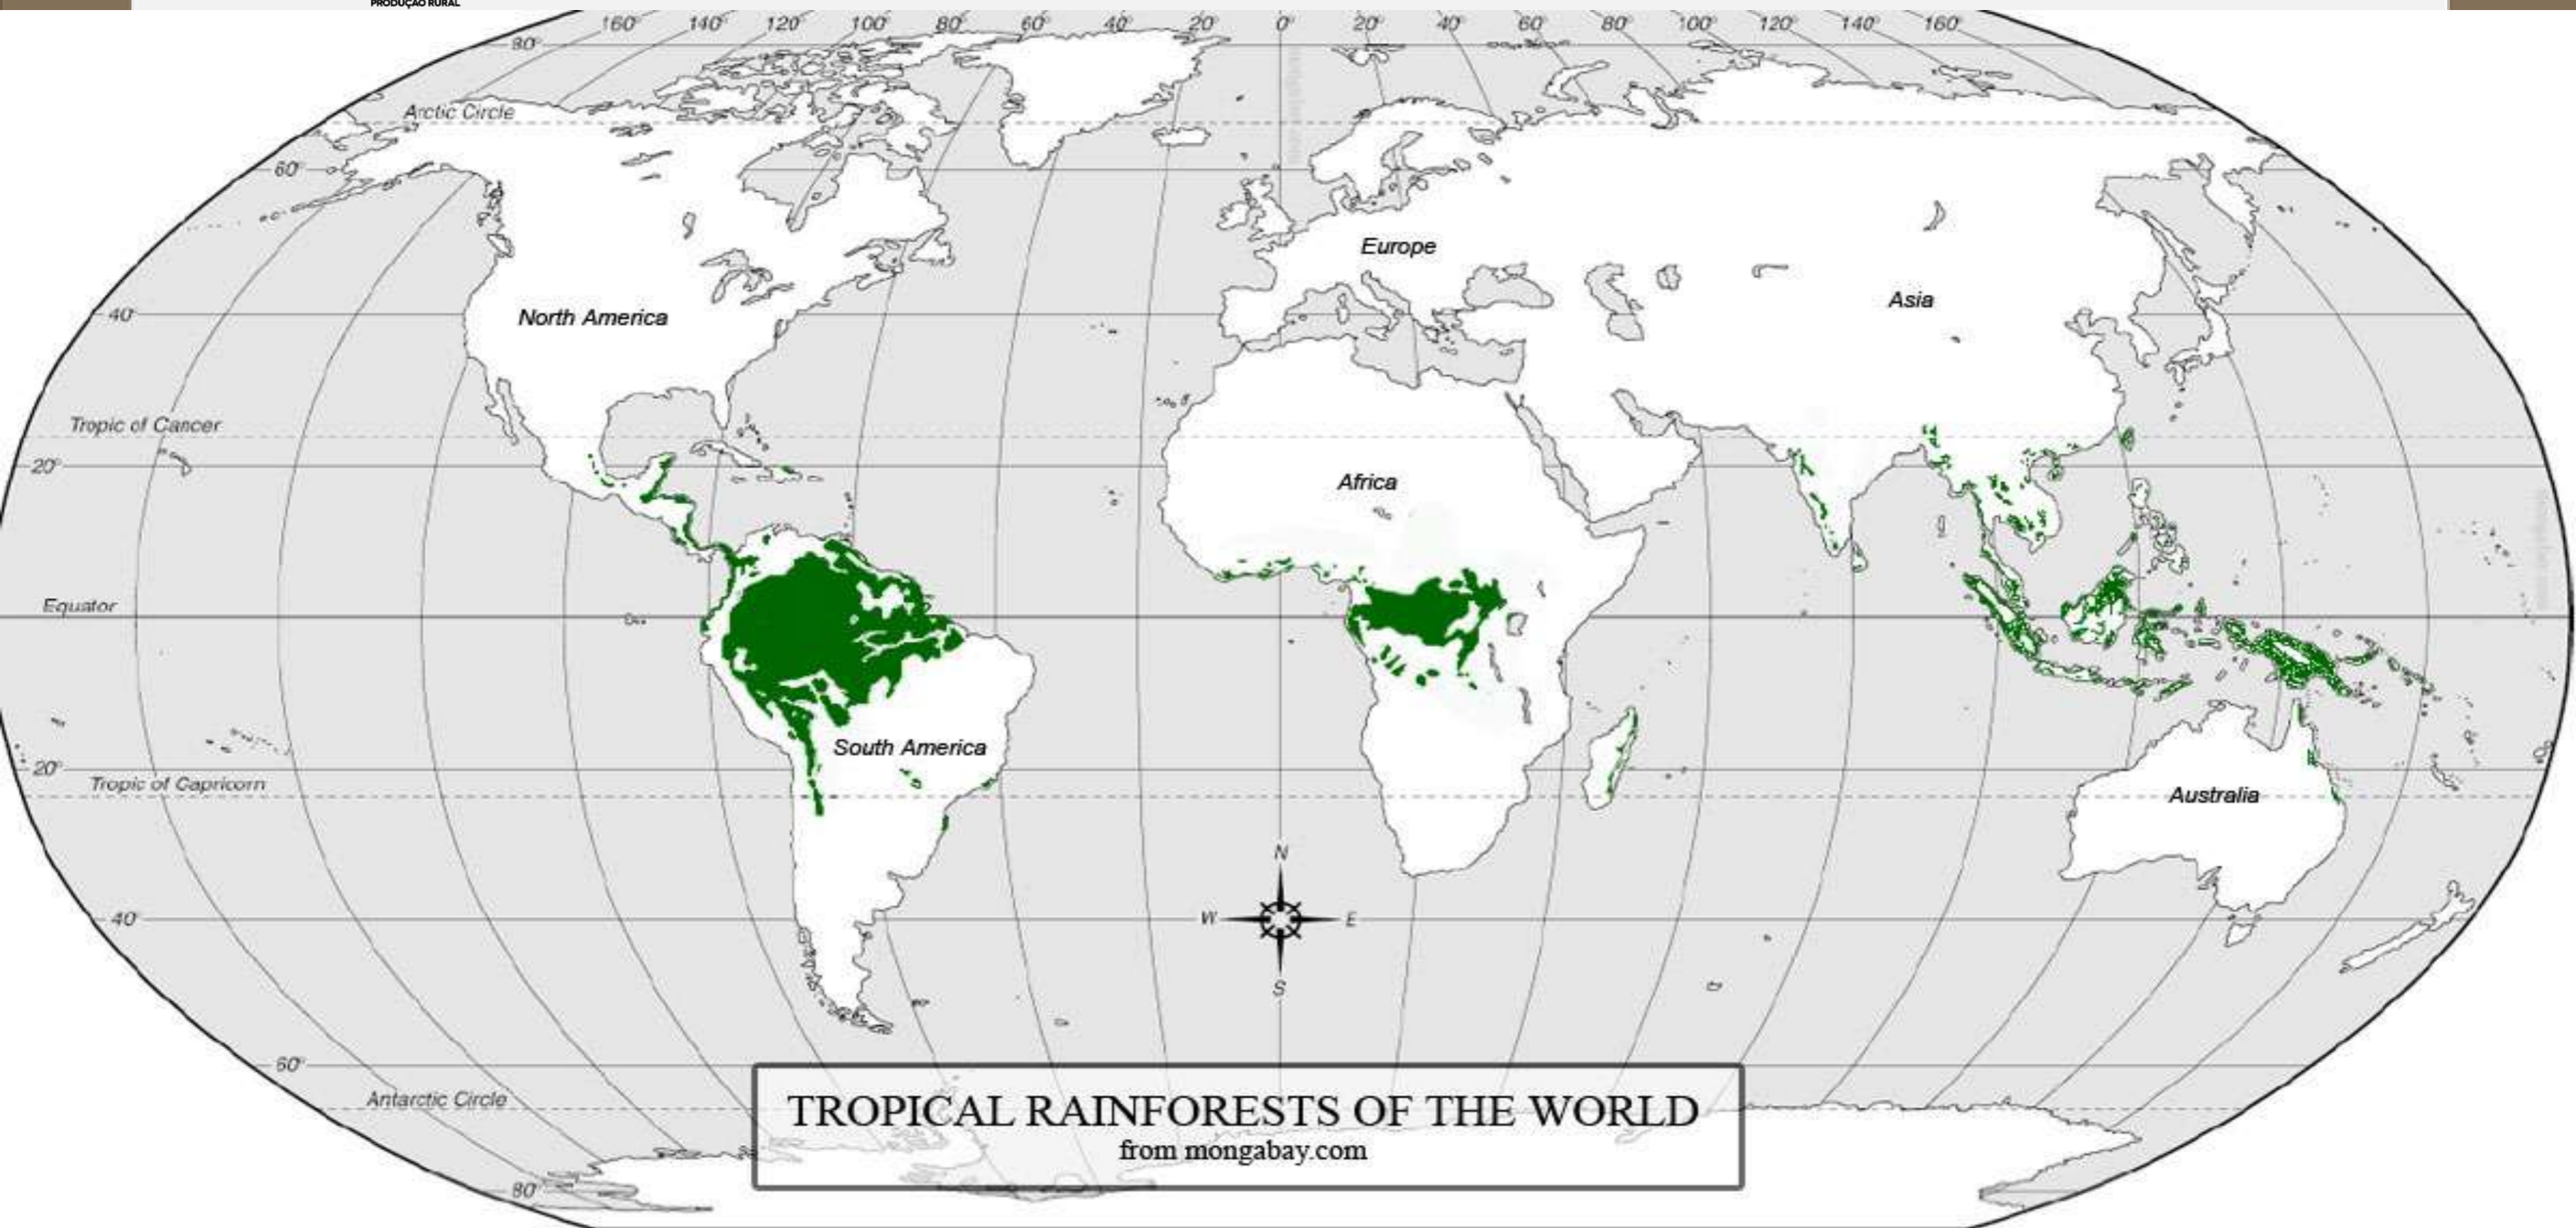 PRODUÇÃO RURAL
160° 140° 120° 100° 80° 60° 40° 20° 0° 20° 40° 60° 80° 100° 120° 140° 160°
80°
Arctic Circle
60°
Europe
Asia
North America
40°
Tropic of Cancer
20°
Africa
Equator
0°
South America
20°
Tropic of Capricorn
Australia
N
40°
W E
S
60°
Antarctic Circle
TROPICAL RAINFORESTS OF THE WORLD
from mongabay.com
80°